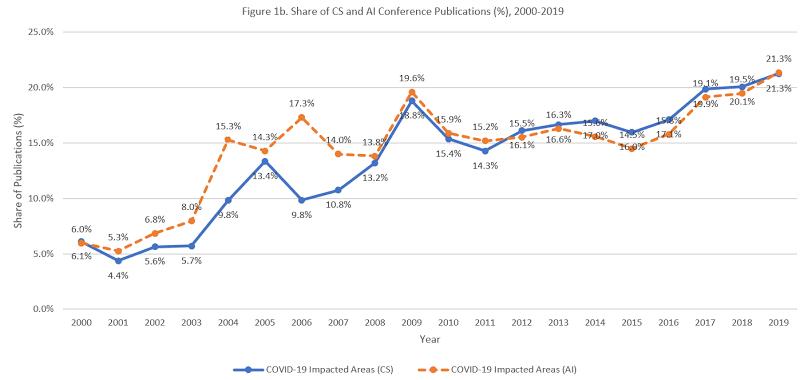 Figure 1b. Share of CS and AI Conference Publications (%), 2000-2019
25.0%
20.0%
15.0%
10.0%
5.0%
0.0%
Share of Publications (%)
6.0% 5.3% 6.8% 8.0% 15.3% 14.3% 17.3% 14.0% 13.8% 19.6% 15.9% 15.2% 15.5% 16.3% 14.5% 19.1% 19.5% 21.3%
6.1% 4.4% 5.6% 5.7% 9.8% 13.4% 9.8% 10.8% 13.2% 18.8% 15.4% 14.3% 16.1% 16.6% 17.0% 16.0% 17.1% 19.9% 20.1% 21.3%
2000 2001 2002 2003 2004 2005 2006 2007 2008 2009 2010 2011 2012 2013 2014 2015 2016 2017 2018 2019
Year
COVID-19 Impacted Areas (CS) COVID-19 Impacted Areas (AI)